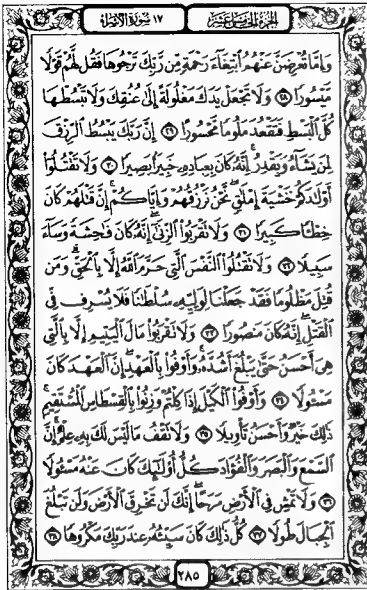 الجزء الخامس عشر
١٧ سورة الإسراء
وَإِمَّا تُعْرِضَنَّ عَنْهُمُ ٱبْتِغَآءَ رَحْمَةٍ مِّن رَّبِّكَ تَرْجُوهَا فَقُل لَّهُمْ قَوْلًا
مَّيْسُورًا ٢٨ وَلَا تَجْعَلْ يَدَكَ مَغْلُولَةً إِلَىٰ عُنُقِكَ وَلَا تَبْسُطْهَا
كُلَّ ٱلْبَسْطِ فَتَقْعُدَ مَلُومًا مَّحْسُورًا ٢٩ إِنَّ رَبَّكَ يَبْسُطُ ٱلرِّزْقَ
لِمَن يَشَآءُ وَيَقْدِرُ ۚ إِنَّهُۥ كَانَ بِعِبَادِهِۦ خَبِيرًۢا بَصِيرًا ٣٠ وَلَا تَقْتُلُوٓا۟
أَوْلَٰدَكُمْ خَشْيَةَ إِمْلَٰقٍ ۖ نَّحْنُ نَرْزُقُهُمْ وَإِيَّاكُمْ ۚ إِنَّ قَتْلَهُمْ كَانَ
خِطْـًٔا كَبِيرًا ٣١ وَلَا تَقْرَبُوا۟ ٱلزِّنَىٰٓ ۖ إِنَّهُۥ كَانَ فَٰحِشَةً وَسَآءَ
سَبِيلًا ٣٢ وَلَا تَقْتُلُوا۟ ٱلنَّفْسَ ٱلَّتِى حَرَّمَ ٱللَّهُ إِلَّا بِٱلْحَقِّ ۗ وَمَن
قُتِلَ مَظْلُومًا فَقَدْ جَعَلْنَا لِوَلِيِّهِۦ سُلْطَٰنًا فَلَا يُسْرِف فِّى
ٱلْقَتْلِ ۖ إِنَّهُۥ كَانَ مَنصُورًا ٣٣ وَلَا تَقْرَبُوا۟ مَالَ ٱلْيَتِيمِ إِلَّا بِٱلَّتِى
هِىَ أَحْسَنُ حَتَّىٰ يَبْلُغَ أَشُدَّهُۥ ۚ وَأَوْفُوا۟ بِٱلْعَهْدِ ۖ إِنَّ ٱلْعَهْدَ كَانَ
مَسْـُٔولًا ٣٤ وَأَوْفُوا۟ ٱلْكَيْلَ إِذَا كِلْتُمْ وَزِنُوا۟ بِٱلْقِسْطَاسِ ٱلْمُسْتَقِيمِ ۚ
ذَٰلِكَ خَيْرٌ وَأَحْسَنُ تَأْوِيلًا ٣٥ وَلَا تَقْفُ مَا لَيْسَ لَكَ بِهِۦ عِلْمٌ ۚ إِنَّ
ٱلسَّمْعَ وَٱلْبَصَرَ وَٱلْفُؤَادَ كُلُّ أُو۟لَٰٓئِكَ كَانَ عَنْهُ مَسْـُٔولًا
٣٦ وَلَا تَمْشِ فِى ٱلْأَرْضِ مَرَحًا ۖ إِنَّكَ لَن تَخْرِقَ ٱلْأَرْضَ وَلَن تَبْلُغَ
ٱلْجِبَالَ طُولًا ٣٧ كُلُّ ذَٰلِكَ كَانَ سَيِّئُهُۥ عِندَ رَبِّكَ مَكْرُوهًا ٣٨
٢٨٥